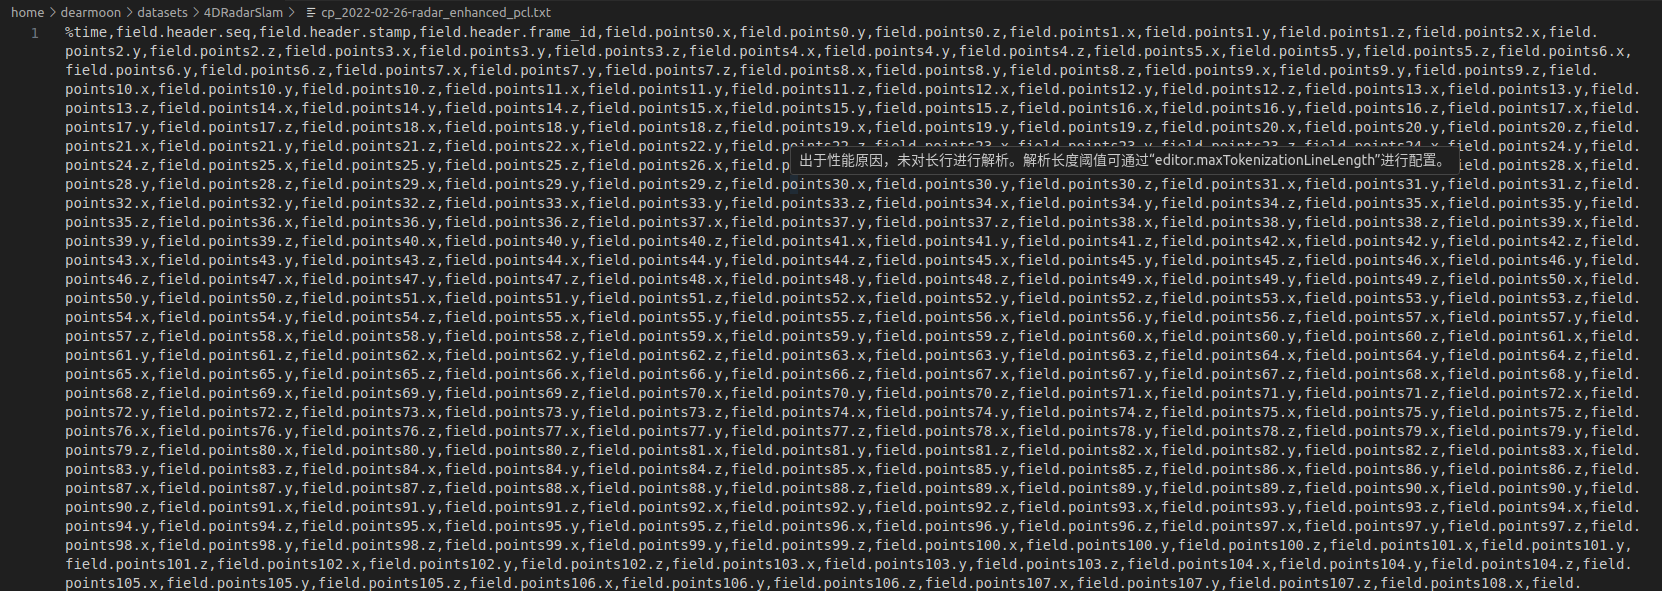 home > dearmoon > datasets > 4DRadarSlam > cp_2022-02-26-radar_enhanced_pcl.txt
1 %time,field.header.seq,field.header.stamp,field.header.frame_id,field.points0.x,field.points0.y,field.points0.z,field.points1.x,field.points1.y,field.points1.z,field.points2.x,field.
points2.y,field.points2.z,field.points3.x,field.points3.y,field.points3.z,field.points4.x,field.points4.y,field.points4.z,field.points5.x,field.points5.y,field.points5.z,field.points6.x,
field.points6.y,field.points6.z,field.points7.x,field.points7.y,field.points7.z,field.points8.x,field.points8.y,field.points8.z,field.points9.x,field.points9.y,field.points9.z,field.
points10.x,field.points10.y,field.points10.z,field.points11.x,field.points11.y,field.points11.z,field.points12.x,field.points12.y,field.points12.z,field.points13.x,field.points13.y,field.
points13.z,field.points14.x,field.points14.y,field.points14.z,field.points15.x,field.points15.y,field.points15.z,field.points16.x,field.points16.y,field.points16.z,field.points17.x,field.
points17.y,field.points17.z,field.points18.x,field.points18.y,field.points18.z,field.points19.x,field.points19.y,field.points19.z,field.points20.x,field.points20.y,field.points20.z,field.
points21.x,field.points21.y,field.points21.z,field.points22.x,field.points22.y,field.points22.z,field.points23.x,field.points23.y,field.points23.z,field.points24.x,field.points24.y,field.
出于性能原因，未对长行进行解析。解析长度阈值可通过“editor.maxTokenizationLineLength”进行配置。
points24.z,field.points25.x,field.points25.y,field.points25.z,field.points26.x,field.p field.points28.x,field.
points28.y,field.points28.z,field.points29.x,field.points29.y,field.points29.z,field.points30.x,field.points30.y,field.points30.z,field.points31.x,field.points31.y,field.points31.z,field.
points32.x,field.points32.y,field.points32.z,field.points33.x,field.points33.y,field.points33.z,field.points34.x,field.points34.y,field.points34.z,field.points35.x,field.points35.y,field.
points35.z,field.points36.x,field.points36.y,field.points36.z,field.points37.x,field.points37.y,field.points37.z,field.points38.x,field.points38.y,field.points38.z,field.points39.x,field.
points39.y,field.points39.z,field.points40.x,field.points40.y,field.points40.z,field.points41.x,field.points41.y,field.points41.z,field.points42.x,field.points42.y,field.points42.z,field.
points43.x,field.points43.y,field.points43.z,field.points44.x,field.points44.y,field.points44.z,field.points45.x,field.points45.y,field.points45.z,field.points46.x,field.points46.y,field.
points46.z,field.points47.x,field.points47.y,field.points47.z,field.points48.x,field.points48.y,field.points48.z,field.points49.x,field.points49.y,field.points49.z,field.points50.x,field.
points50.y,field.points50.z,field.points51.x,field.points51.y,field.points51.z,field.points52.x,field.points52.y,field.points52.z,field.points53.x,field.points53.y,field.points53.z,field.
points54.x,field.points54.y,field.points54.z,field.points55.x,field.points55.y,field.points55.z,field.points56.x,field.points56.y,field.points56.z,field.points57.x,field.points57.y,field.
points57.z,field.points58.x,field.points58.y,field.points58.z,field.points59.x,field.points59.y,field.points59.z,field.points60.x,field.points60.y,field.points60.z,field.points61.x,field.
points61.y,field.points61.z,field.points62.x,field.points62.y,field.points62.z,field.points63.x,field.points63.y,field.points63.z,field.points64.x,field.points64.y,field.points64.z,field.
points65.x,field.points65.y,field.points65.z,field.points66.x,field.points66.y,field.points66.z,field.points67.x,field.points67.y,field.points67.z,field.points68.x,field.points68.y,field.
points68.z,field.points69.x,field.points69.y,field.points69.z,field.points70.x,field.points70.y,field.points70.z,field.points71.x,field.points71.y,field.points71.z,field.points72.x,field.
points72.y,field.points72.z,field.points73.x,field.points73.y,field.points73.z,field.points74.x,field.points74.y,field.points74.z,field.points75.x,field.points75.y,field.points75.z,field.
points76.x,field.points76.y,field.points76.z,field.points77.x,field.points77.y,field.points77.z,field.points78.x,field.points78.y,field.points78.z,field.points79.x,field.points79.y,field.
points79.z,field.points80.x,field.points80.y,field.points80.z,field.points81.x,field.points81.y,field.points81.z,field.points82.x,field.points82.y,field.points82.z,field.points83.x,field.
points83.y,field.points83.z,field.points84.x,field.points84.y,field.points84.z,field.points85.x,field.points85.y,field.points85.z,field.points86.x,field.points86.y,field.points86.z,field.
points87.x,field.points87.y,field.points87.z,field.points88.x,field.points88.y,field.points88.z,field.points89.x,field.points89.y,field.points89.z,field.points90.x,field.points90.y,field.
points90.z,field.points91.x,field.points91.y,field.points91.z,field.points92.x,field.points92.y,field.points92.z,field.points93.x,field.points93.y,field.points93.z,field.points94.x,field.
points94.y,field.points94.z,field.points95.x,field.points95.y,field.points95.z,field.points96.x,field.points96.y,field.points96.z,field.points97.x,field.points97.y,field.points97.z,field.
points98.x,field.points98.y,field.points98.z,field.points99.x,field.points99.y,field.points99.z,field.points100.x,field.points100.y,field.points100.z,field.points101.x,field.points101.y,
field.points101.z,field.points102.x,field.points102.y,field.points102.z,field.points103.x,field.points103.y,field.points103.z,field.points104.x,field.points104.y,field.points104.z,field.
points105.x,field.points105.y,field.points105.z,field.points106.x,field.points106.y,field.points106.z,field.points107.x,field.points107.y,field.points107.z,field.points108.x,field.